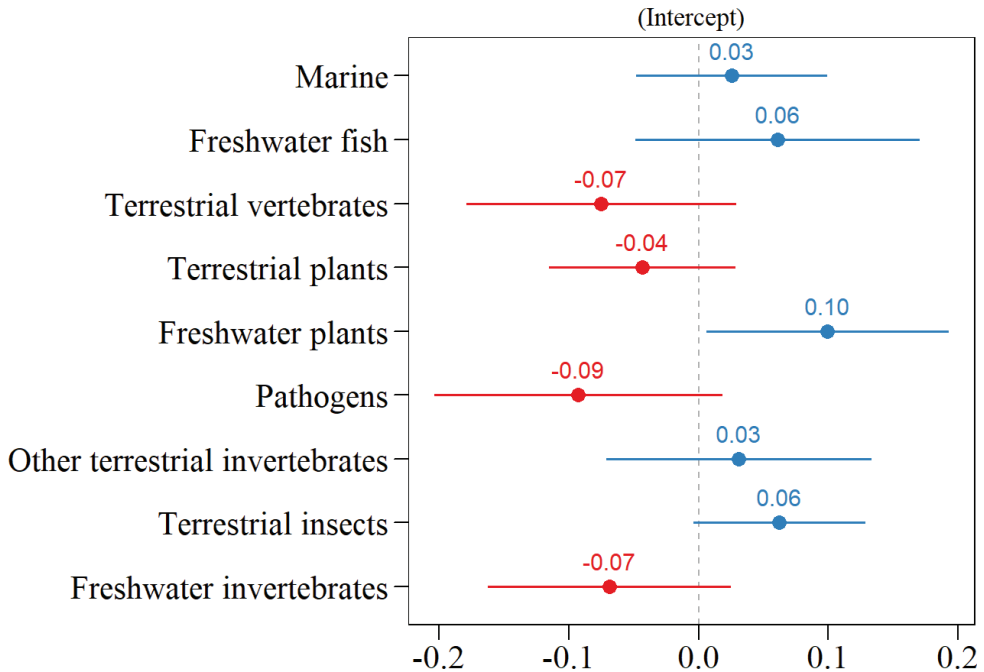 (Intercept)
Marine
0.03
Freshwater fish
0.06
Terrestrial vertebrates
-0.07
Terrestrial plants
-0.04
Freshwater plants
0.10
Pathogens
-0.09
Other terrestrial invertebrates
0.03
Terrestrial insects
0.06
Freshwater invertebrates
-0.07
-0.2 -0.1 0.0 0.1 0.2